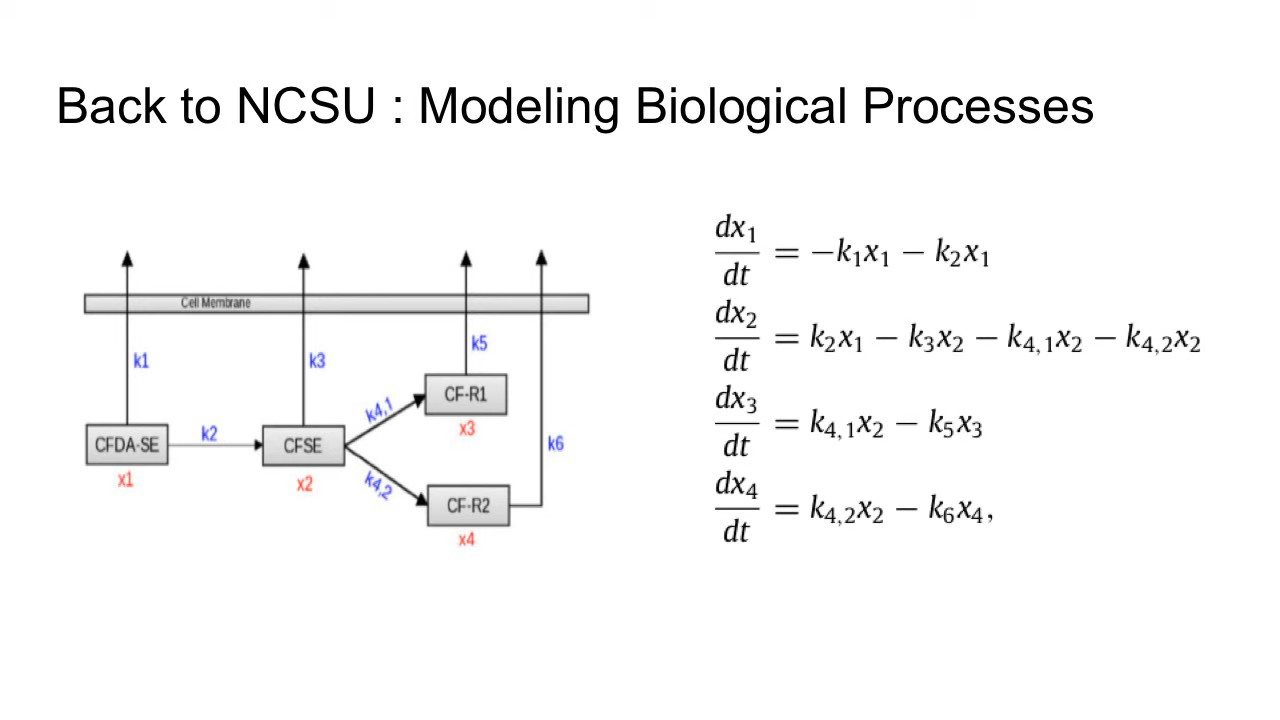 Back to NCSU : Modeling Biological Processes
Cell Membrane
k1
k3
k5
k6
CFDA-SE
x1
k2
CFSE
x2
k4,1
k4,2
CF-R1
x3
CF-R2
x4
dx₁/dt = −k₁x₁ − k₂x₁
dx₂/dt = k₂x₁ − k₃x₂ − k₄,₁x₂ − k₄,₂x₂
dx₃/dt = k₄,₁x₂ − k₅x₃
dx₄/dt = k₄,₂x₂ − k₆x₄,